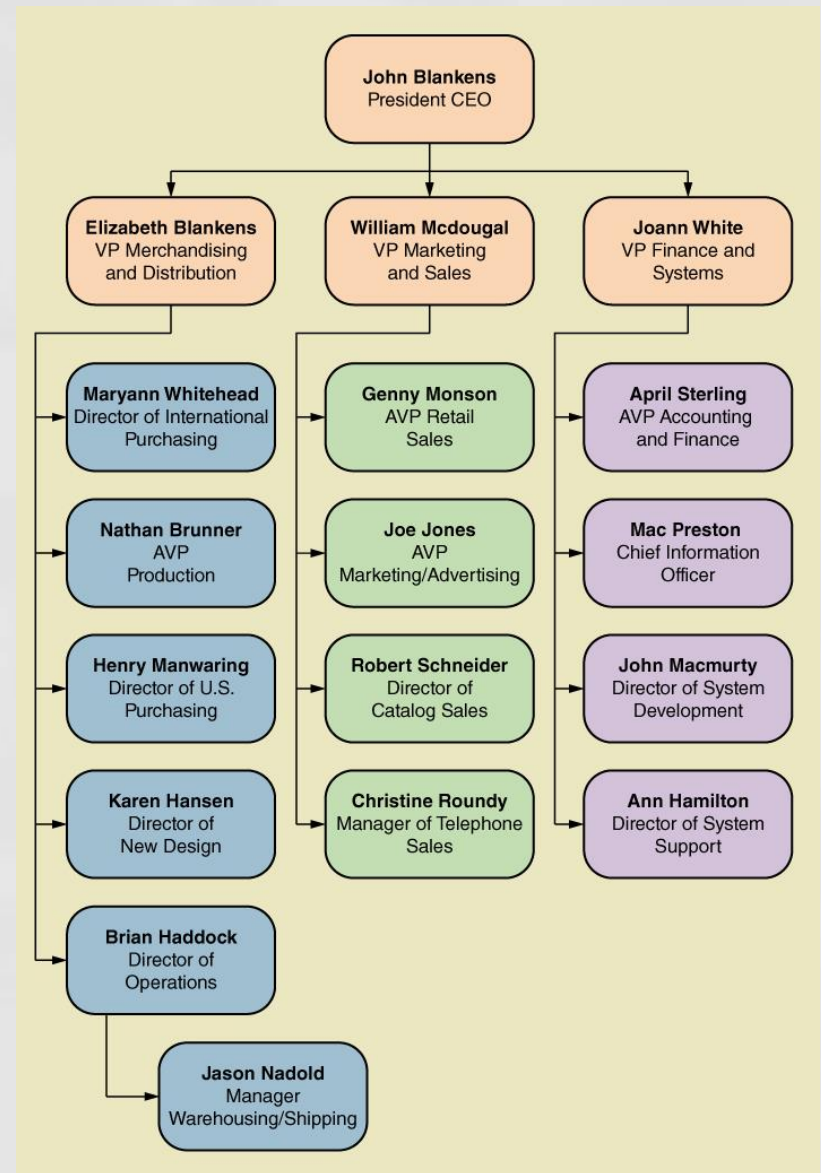 John Blankens
President CEO
Elizabeth Blankens
VP Merchandising
and Distribution
William Mcdougal
VP Marketing
and Sales
Joann White
VP Finance and
Systems
Maryann Whitehead
Director of International
Purchasing
Genny Monson
AVP Retail
Sales
April Sterling
AVP Accounting
and Finance
Nathan Brunner
AVP
Production
Joe Jones
AVP
Marketing/Advertising
Mac Preston
Chief Information
Officer
Henry Manwaring
Director of U.S.
Purchasing
Robert Schneider
Director of
Catalog Sales
John Macmurty
Director of System
Development
Karen Hansen
Director of
New Design
Christine Roundy
Manager of Telephone
Sales
Ann Hamilton
Director of System
Support
Brian Haddock
Director of
Operations
Jason Nadold
Manager
Warehousing/Shipping